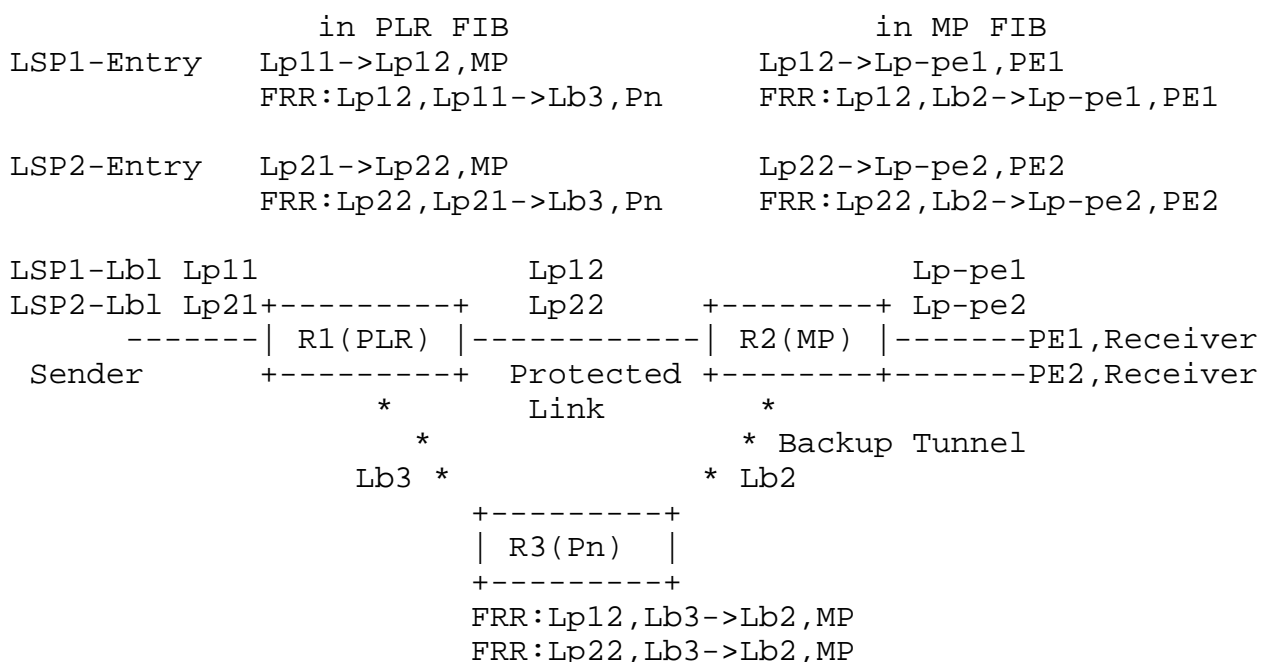 in PLR FIB                      in MP FIB
LSP1-Entry   Lp11->Lp12,MP                Lp12->Lp-pe1,PE1
             FRR:Lp12,Lp11->Lb3,Pn     FRR:Lp12,Lb2->Lp-pe1,PE1
LSP2-Entry   Lp21->Lp22,MP                Lp22->Lp-pe2,PE2
             FRR:Lp22,Lp21->Lb3,Pn     FRR:Lp22,Lb2->Lp-pe2,PE2
LSP1-Lbl Lp11              Lp12                   Lp-pe1
LSP2-Lbl Lp21+---------+   Lp22      +--------+ Lp-pe2
-------| R1(PLR) |------------| R2(MP) |-------PE1,Receiver
Sender       +---------+  Protected +--------+-------PE2,Receiver
*       Link        *
*               * Backup Tunnel
Lb3 *             * Lb2
+---------+
| R3(Pn)  |
+---------+
FRR:Lp12,Lb3->Lb2,MP
FRR:Lp22,Lb3->Lb2,MP